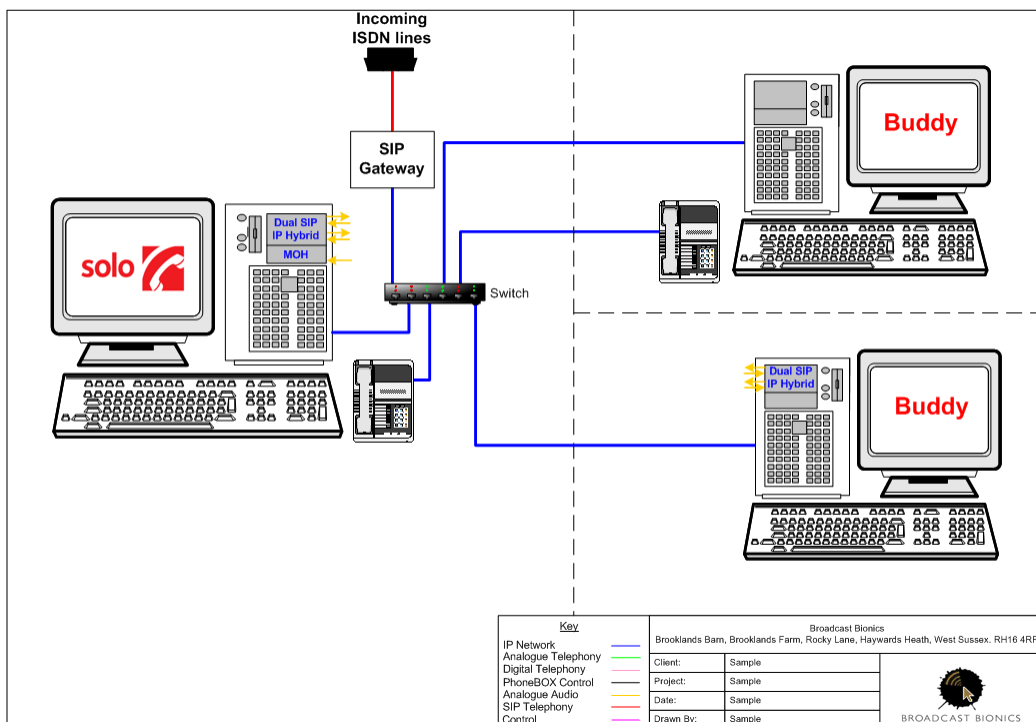 Incoming
ISDN lines
SIP
Gateway
solo
Dual SIP
IP Hybrid
MOH
Switch
Buddy
Dual SIP
IP Hybrid
Buddy
Key
IP Network
Analogue Telephony
Digital Telephony
PhoneBOX Control
Analogue Audio
SIP Telephony
Control
Broadcast Bionics
Brooklands Barn, Brooklands Farm, Rocky Lane, Haywards Heath, West Sussex. RH16 4RR
Client: Sample
Project: Sample
Date: Sample
Drawn By: Sample
BROADCAST BIONICS